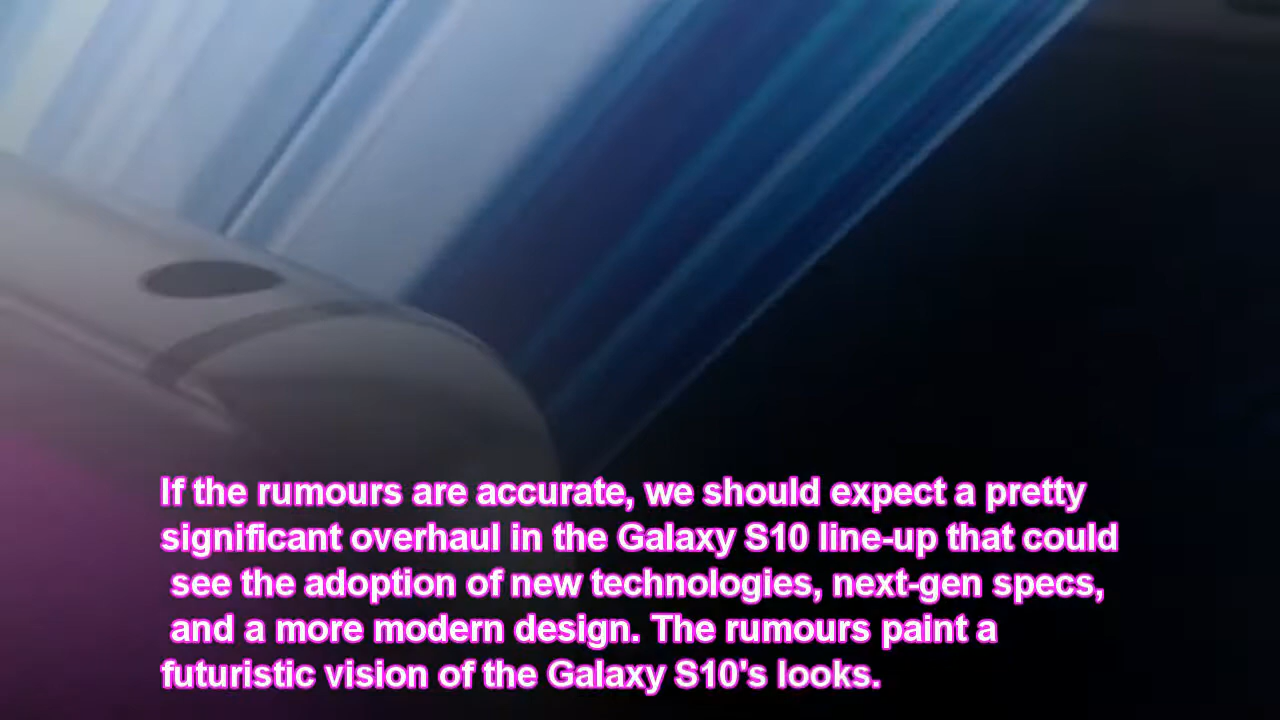 If the rumours are accurate, we should expect a pretty
significant overhaul in the Galaxy S10 line-up that could
see the adoption of new technologies, next-gen specs,
and a more modern design. The rumours paint a
futuristic vision of the Galaxy S10's looks.